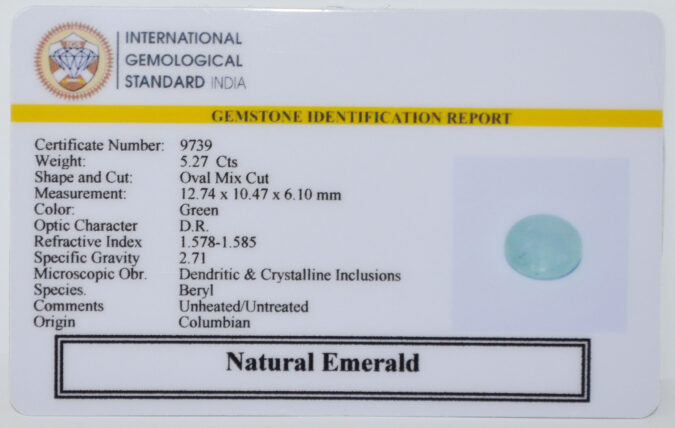 INTERNATIONAL
GEMOLOGICAL
STANDARD INDIA
GEMSTONE IDENTIFICATION REPORT
Certificate Number: 9739
Weight: 5.27 Cts
Shape and Cut: Oval Mix Cut
Measurement: 12.74 x 10.47 x 6.10 mm
Color: Green
Optic Character D.R.
Refractive Index 1.578-1.585
Specific Gravity 2.71
Microscopic Obr. Dendritic & Crystalline Inclusions
Species. Beryl
Comments Unheated/Untreated
Origin Columbian
Natural Emerald